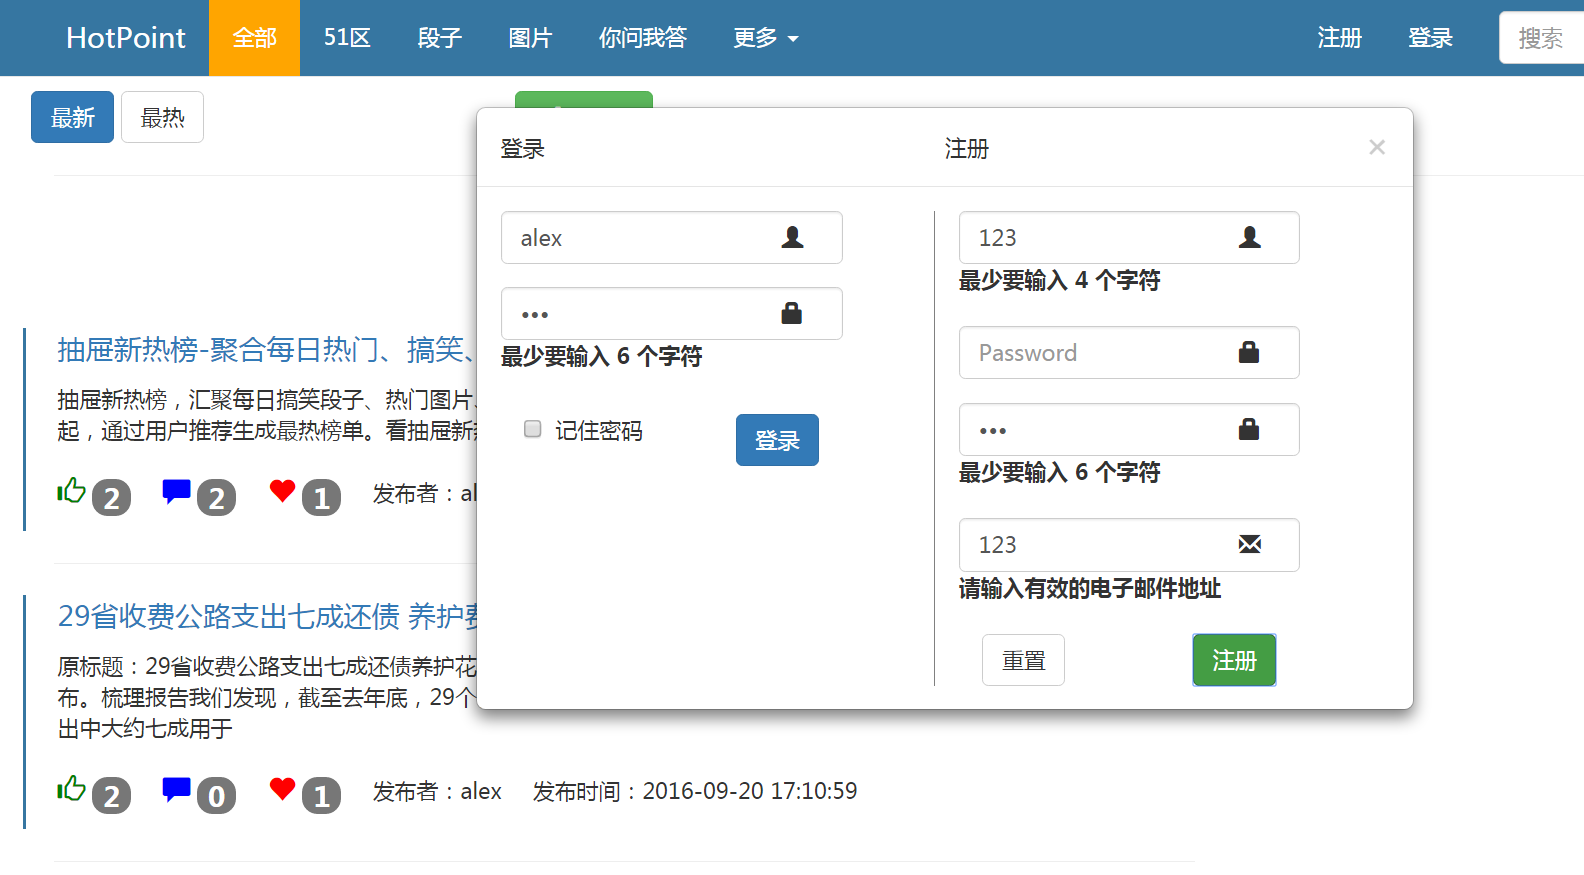 HotPoint 全部 51区 段子 图片 你问我答 更多 注册 登录 搜索
最新 最热
登录 注册 ×
alex
•••
最少要输入 6 个字符
记住密码 登录
123
最少要输入 4 个字符
Password
•••
最少要输入 6 个字符
123
请输入有效的电子邮件地址
重置 注册
抽屉新热榜-聚合每日热门、搞笑、
抽屉新热榜，汇聚每日搞笑段子、热门图片、
起，通过用户推荐生成最热榜单。看抽屉新
2 2 1 发布者：al
29省收费公路支出七成还债 养护
原标题：29省收费公路支出七成还债养护花
布。梳理报告我们发现，截至去年底，29个
出中大约七成用于
2 0 1 发布者：alex 发布时间：2016-09-20 17:10:59